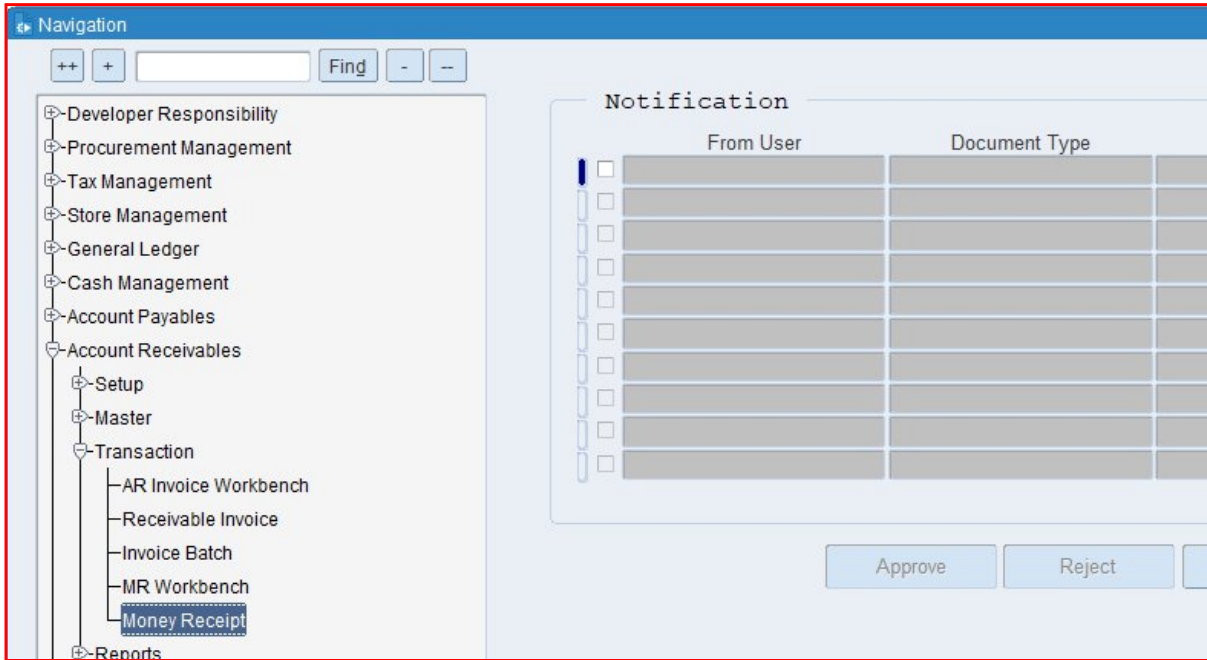 Navigation
++ + Find - --
Developer Responsibility
Procurement Management
Tax Management
Store Management
General Ledger
Cash Management
Account Payables
Account Receivables
Setup
Master
Transaction
AR Invoice Workbench
Receivable Invoice
Invoice Batch
MR Workbench
Money Receipt
Reports
Notification
From User Document Type
Approve Reject